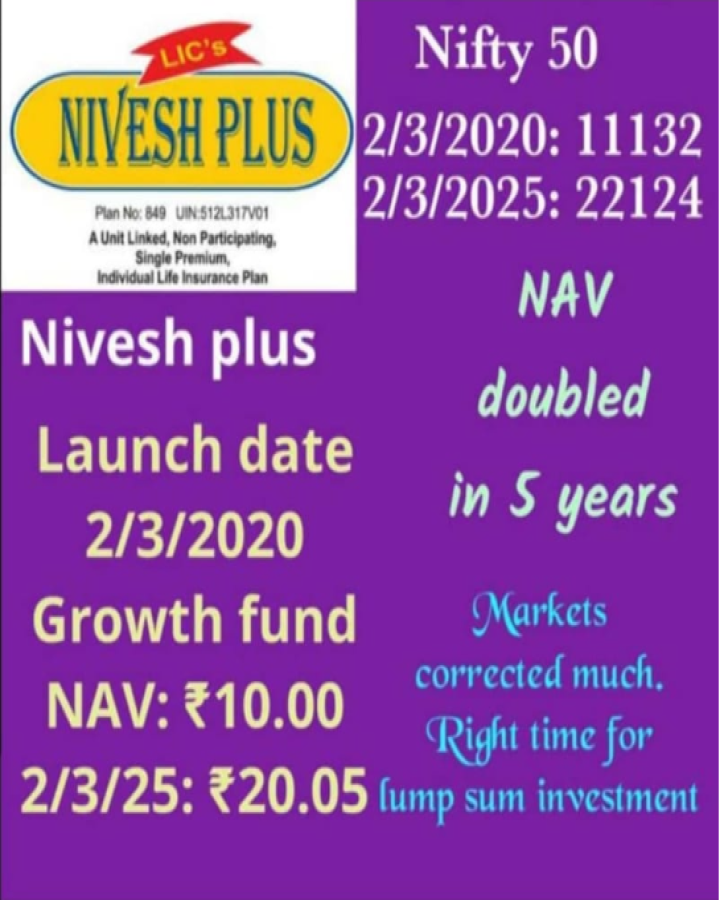 LIC's
NIVESH PLUS
Plan No: 849 UIN:512L317V01
A Unit Linked, Non Participating,
Single Premium,
Individual Life Insurance Plan
Nifty 50
2/3/2020: 11132
2/3/2025: 22124
NAV
doubled
in 5 years
Nivesh plus
Launch date
2/3/2020
Growth fund
NAV: ₹10.00
2/3/25: ₹20.05
Markets
corrected much.
Right time for
lump sum investment